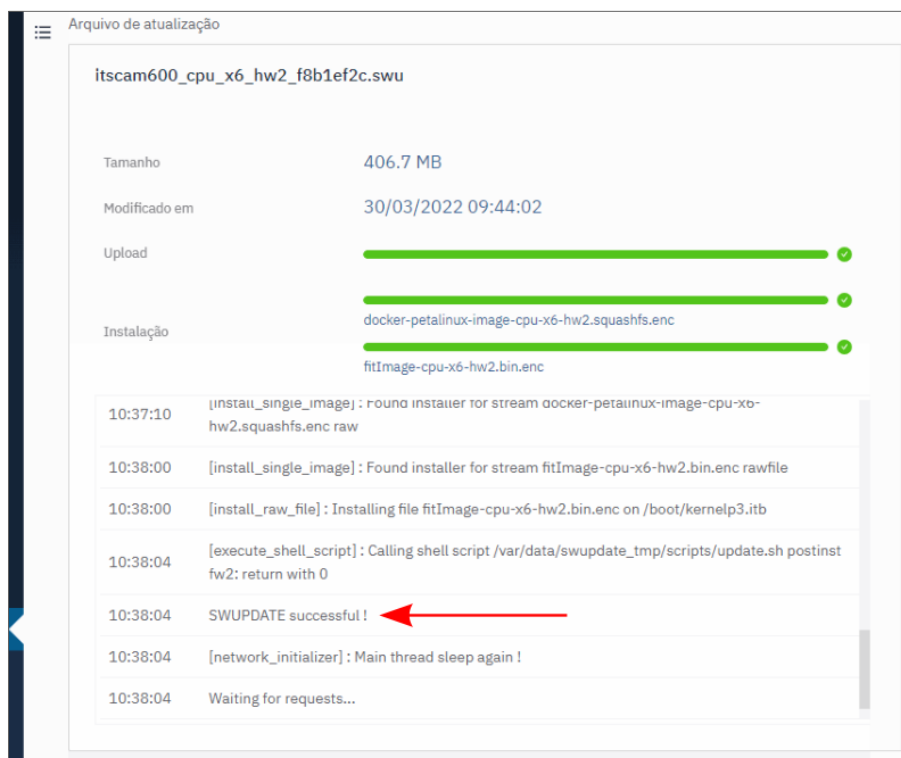 Arquivo de atualização
itscam600_cpu_x6_hw2_f8b1ef2c.swu
Tamanho 406.7 MB
Modificado em 30/03/2022 09:44:02
Upload
docker-petalinux-image-cpu-x6-hw2.squashfs.enc
Instalação
fitImage-cpu-x6-hw2.bin.enc
10:37:10 [install_single_image] : Found installer for stream docker-petalinux-image-cpu-x6-
hw2.squashfs.enc raw
10:38:00 [install_single_image] : Found installer for stream fitImage-cpu-x6-hw2.bin.enc rawfile
10:38:00 [install_raw_file] : Installing file fitImage-cpu-x6-hw2.bin.enc on /boot/kernelp3.itb
10:38:04 [execute_shell_script] : Calling shell script /var/data/swupdate_tmp/scripts/update.sh postinst
fw2: return with 0
10:38:04 SWUPDATE successful !
10:38:04 [network_initializer] : Main thread sleep again !
10:38:04 Waiting for requests...